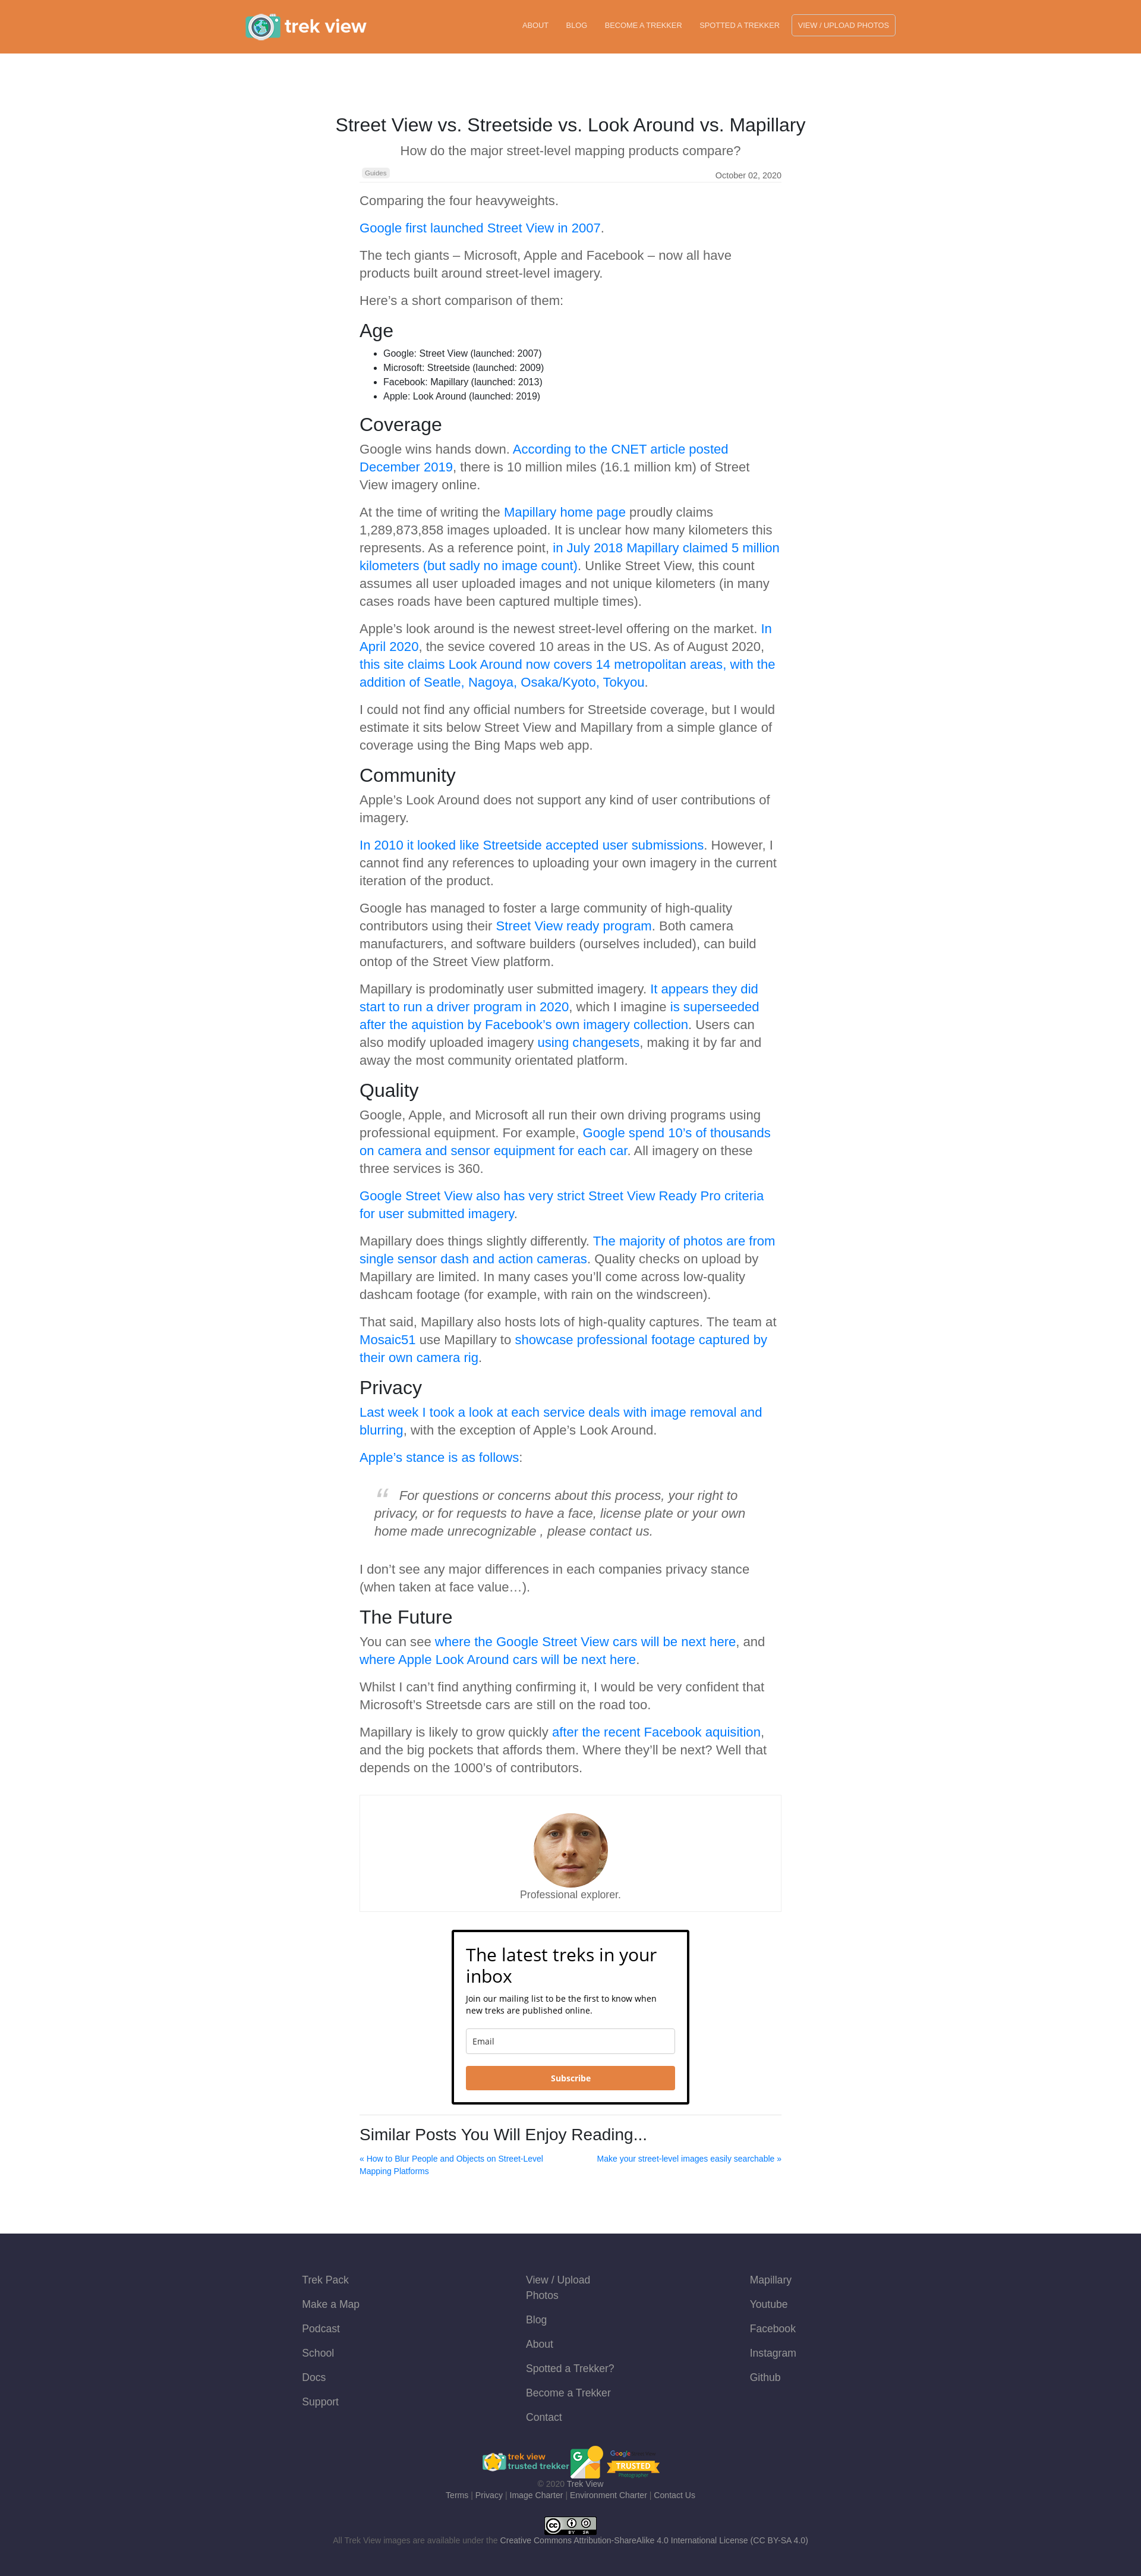 trek view
ABOUT
BLOG
BECOME A TREKKER
SPOTTED A TREKKER
VIEW / UPLOAD PHOTOS
Street View vs. Streetside vs. Look Around vs. Mapillary
How do the major street-level mapping products compare?
Guides
October 02, 2020
Comparing the four heavyweights.
Google first launched Street View in 2007.
The tech giants – Microsoft, Apple and Facebook – now all have
products built around street-level imagery.
Here’s a short comparison of them:
Age
• Google: Street View (launched: 2007)
• Microsoft: Streetside (launched: 2009)
• Facebook: Mapillary (launched: 2013)
• Apple: Look Around (launched: 2019)
Coverage
Google wins hands down. According to the CNET article posted
December 2019, there is 10 million miles (16.1 million km) of Street
View imagery online.
At the time of writing the Mapillary home page proudly claims
1,289,873,858 images uploaded. It is unclear how many kilometers this
represents. As a reference point, in July 2018 Mapillary claimed 5 million
kilometers (but sadly no image count). Unlike Street View, this count
assumes all user uploaded images and not unique kilometers (in many
cases roads have been captured multiple times).
Apple’s look around is the newest street-level offering on the market. In
April 2020, the sevice covered 10 areas in the US. As of August 2020,
this site claims Look Around now covers 14 metropolitan areas, with the
addition of Seatle, Nagoya, Osaka/Kyoto, Tokyou.
I could not find any official numbers for Streetside coverage, but I would
estimate it sits below Street View and Mapillary from a simple glance of
coverage using the Bing Maps web app.
Community
Apple’s Look Around does not support any kind of user contributions of
imagery.
In 2010 it looked like Streetside accepted user submissions. However, I
cannot find any references to uploading your own imagery in the current
iteration of the product.
Google has managed to foster a large community of high-quality
contributors using their Street View ready program. Both camera
manufacturers, and software builders (ourselves included), can build
ontop of the Street View platform.
Mapillary is prodominatly user submitted imagery. It appears they did
start to run a driver program in 2020, which I imagine is superseeded
after the aquistion by Facebook’s own imagery collection. Users can
also modify uploaded imagery using changesets, making it by far and
away the most community orientated platform.
Quality
Google, Apple, and Microsoft all run their own driving programs using
professional equipment. For example, Google spend 10’s of thousands
on camera and sensor equipment for each car. All imagery on these
three services is 360.
Google Street View also has very strict Street View Ready Pro criteria
for user submitted imagery.
Mapillary does things slightly differently. The majority of photos are from
single sensor dash and action cameras. Quality checks on upload by
Mapillary are limited. In many cases you’ll come across low-quality
dashcam footage (for example, with rain on the windscreen).
That said, Mapillary also hosts lots of high-quality captures. The team at
Mosaic51 use Mapillary to showcase professional footage captured by
their own camera rig.
Privacy
Last week I took a look at each service deals with image removal and
blurring, with the exception of Apple’s Look Around.
Apple’s stance is as follows:
“ For questions or concerns about this process, your right to
privacy, or for requests to have a face, license plate or your own
home made unrecognizable , please contact us.
I don’t see any major differences in each companies privacy stance
(when taken at face value…).
The Future
You can see where the Google Street View cars will be next here, and
where Apple Look Around cars will be next here.
Whilst I can’t find anything confirming it, I would be very confident that
Microsoft’s Streetsde cars are still on the road too.
Mapillary is likely to grow quickly after the recent Facebook aquisition,
and the big pockets that affords them. Where they’ll be next? Well that
depends on the 1000’s of contributors.
Professional explorer.
The latest treks in your
inbox
Join our mailing list to be the first to know when
new treks are published online.
Email
Subscribe
Similar Posts You Will Enjoy Reading...
« How to Blur People and Objects on Street-Level
Mapping Platforms
Make your street-level images easily searchable »
Trek Pack
Make a Map
Podcast
School
Docs
Support
View / Upload
Photos
Blog
About
Spotted a Trekker?
Become a Trekker
Contact
Mapillary
Youtube
Facebook
Instagram
Github
trek view
trusted trekker
G
Google
TRUSTED
© 2020 Trek View
Terms | Privacy | Image Charter | Environment Charter | Contact Us
CC BY SA
All Trek View images are available under the Creative Commons Attribution-ShareAlike 4.0 International License (CC BY-SA 4.0)